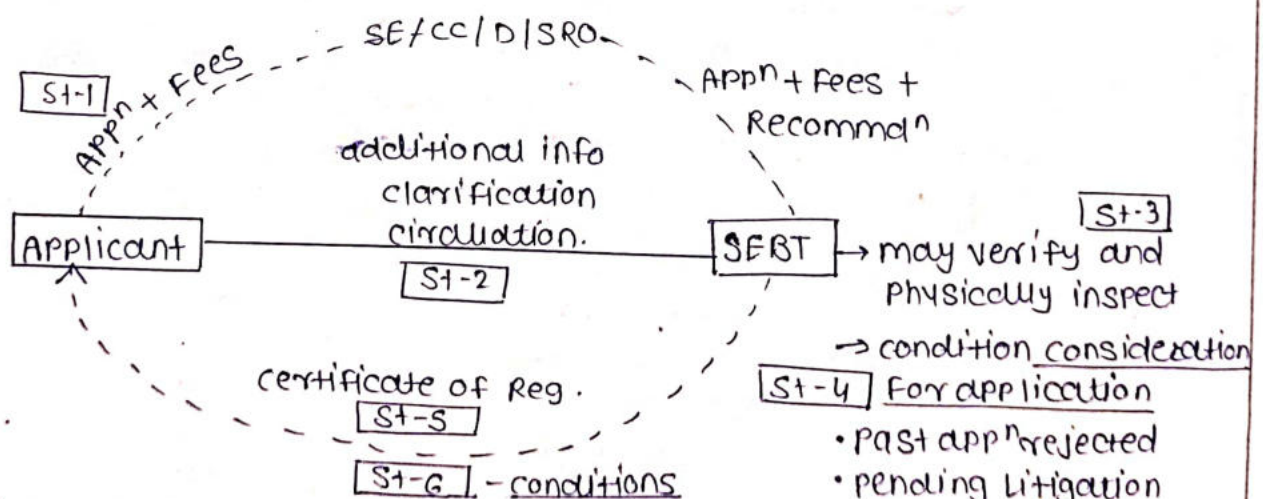 SE/CC/D/SRO
St-1
Appⁿ + Fees
Appⁿ + Fees +
Recommdⁿ
additional info
clarification
cirduation.
St-2
Applicant
SEBI
St-3
→ may verify and
Physically inspect
→ condition consideration
St-4 For application
• Past appⁿ rejected
• pending Litigation
certificate of Reg.
St-5
St-6 - conditions